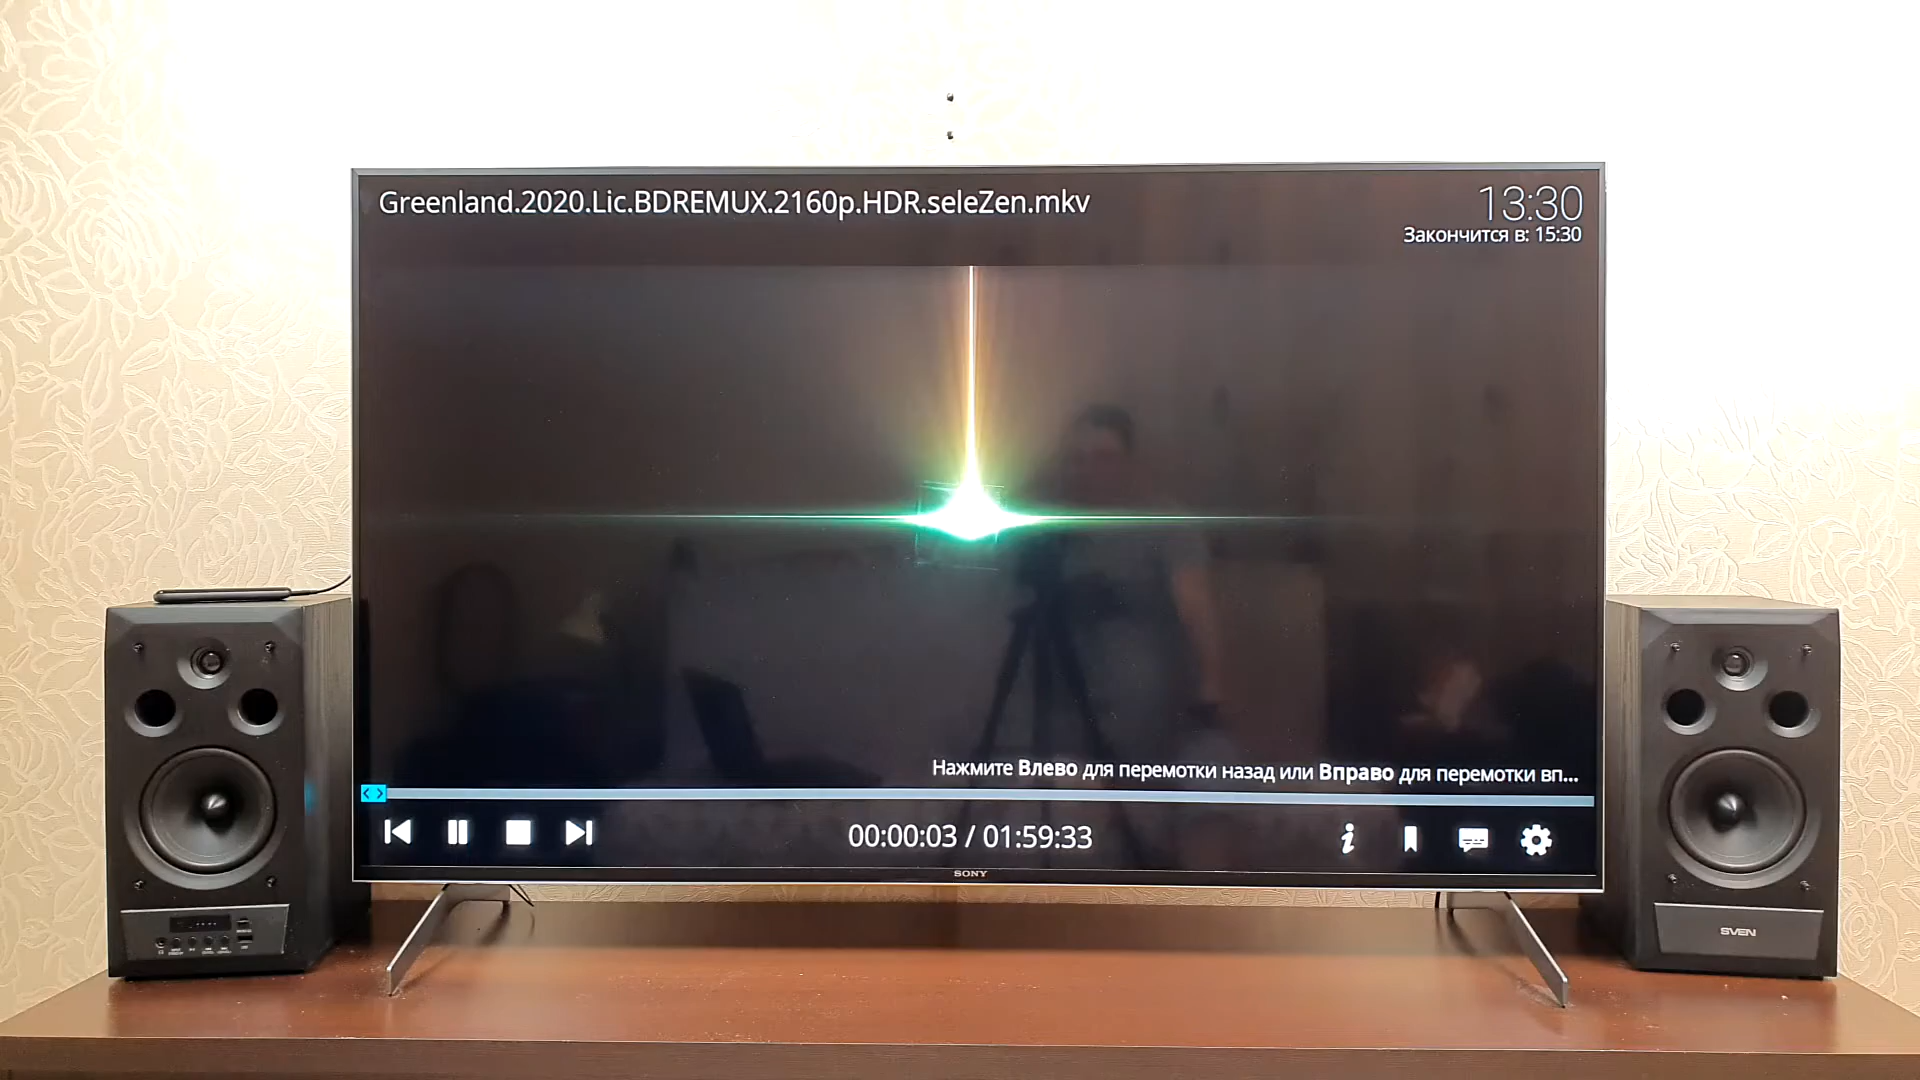 Greenland.2020.Lic.BDREMUX.2160p.HDR.seleZen.mkv
13:30
Закончится в: 15:30
Нажмите Влево для перемотки назад или Вправо для перемотки вп...
00:00:03 / 01:59:33
SONY
SVEN